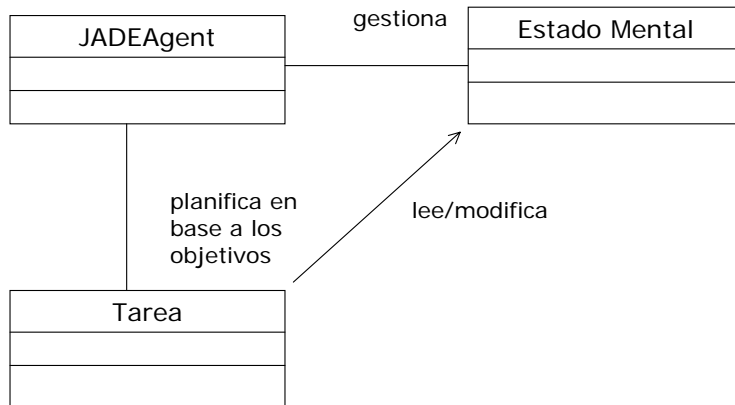 JADEAgent
gestiona
Estado Mental
planifica en
base a los
objetivos
lee/modifica
Tarea